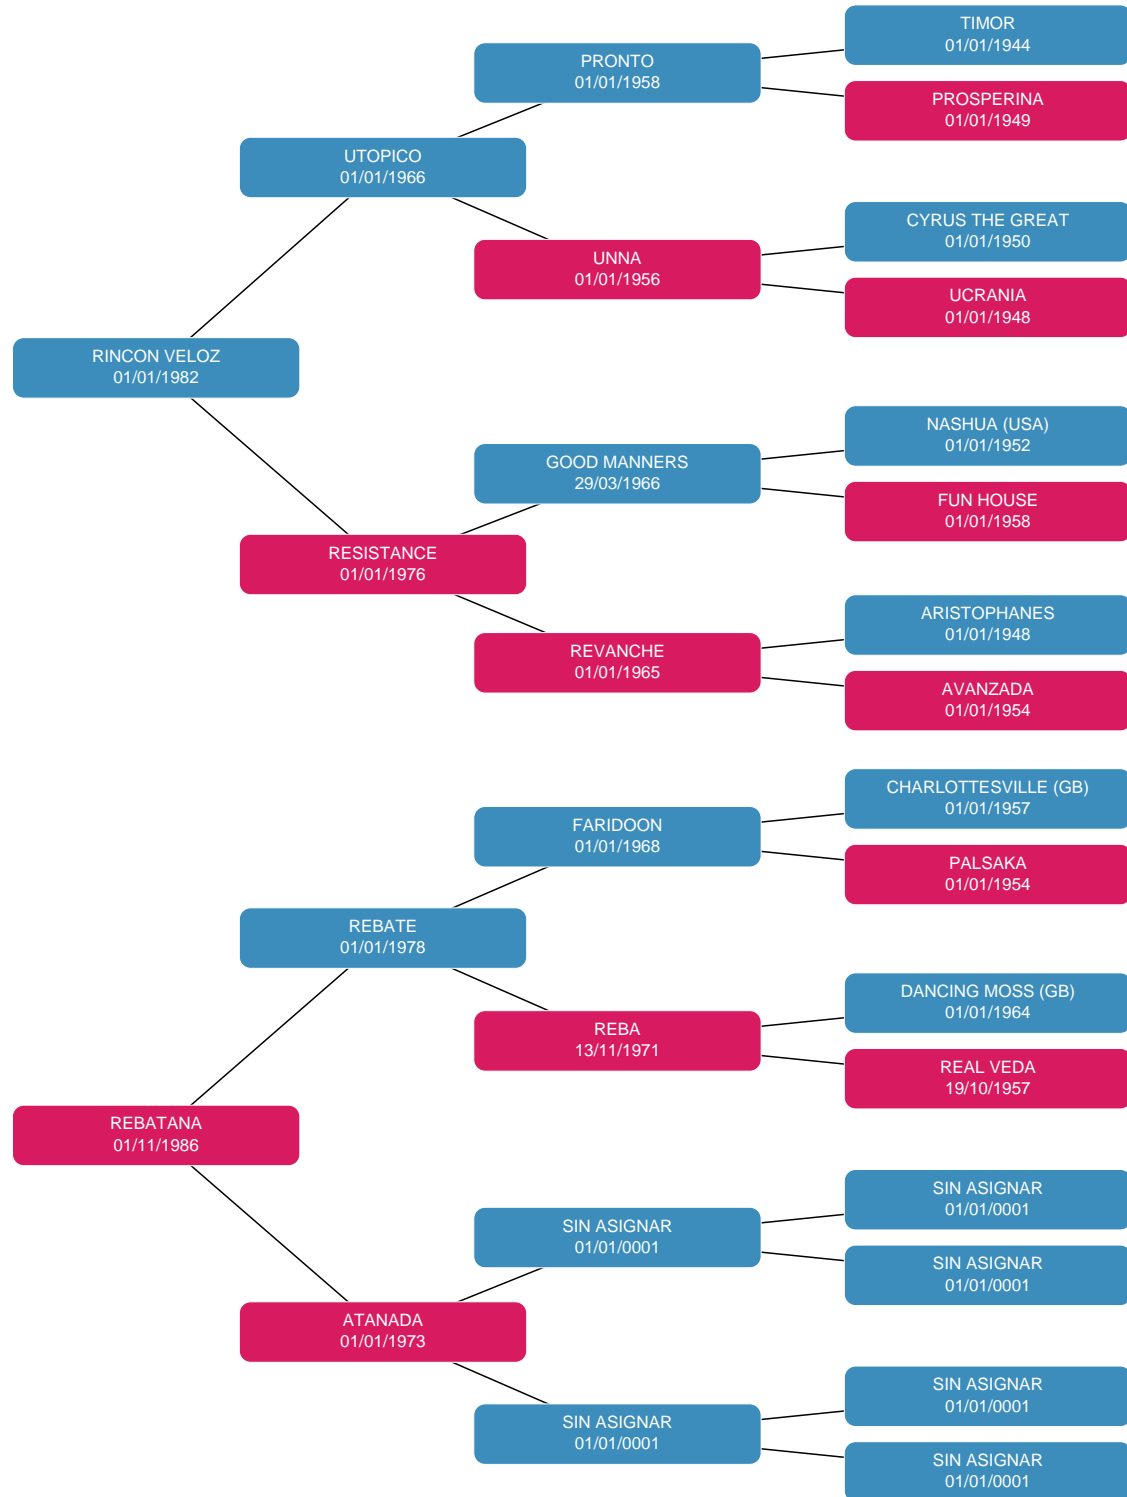 TIMOR
01/01/1944
PRONTO
01/01/1958
PROSPERINA
01/01/1949
UTOPICO
01/01/1966
CYRUS THE GREAT
01/01/1950
UNNA
01/01/1956
UCRANIA
01/01/1948
RINCON VELOZ
01/01/1982
NASHUA (USA)
01/01/1952
GOOD MANNERS
29/03/1966
FUN HOUSE
01/01/1958
RESISTANCE
01/01/1976
ARISTOPHANES
01/01/1948
REVANCHE
01/01/1965
AVANZADA
01/01/1954
CHARLOTTESVILLE (GB)
01/01/1957
FARIDOON
01/01/1968
PALSAKA
01/01/1954
REBATE
01/01/1978
DANCING MOSS (GB)
01/01/1964
REBA
13/11/1971
REAL VEDA
19/10/1957
REBATANA
01/11/1986
SIN ASIGNAR
01/01/0001
SIN ASIGNAR
01/01/0001
SIN ASIGNAR
01/01/0001
ATANADA
01/01/1973
SIN ASIGNAR
01/01/0001
SIN ASIGNAR
01/01/0001
SIN ASIGNAR
01/01/0001